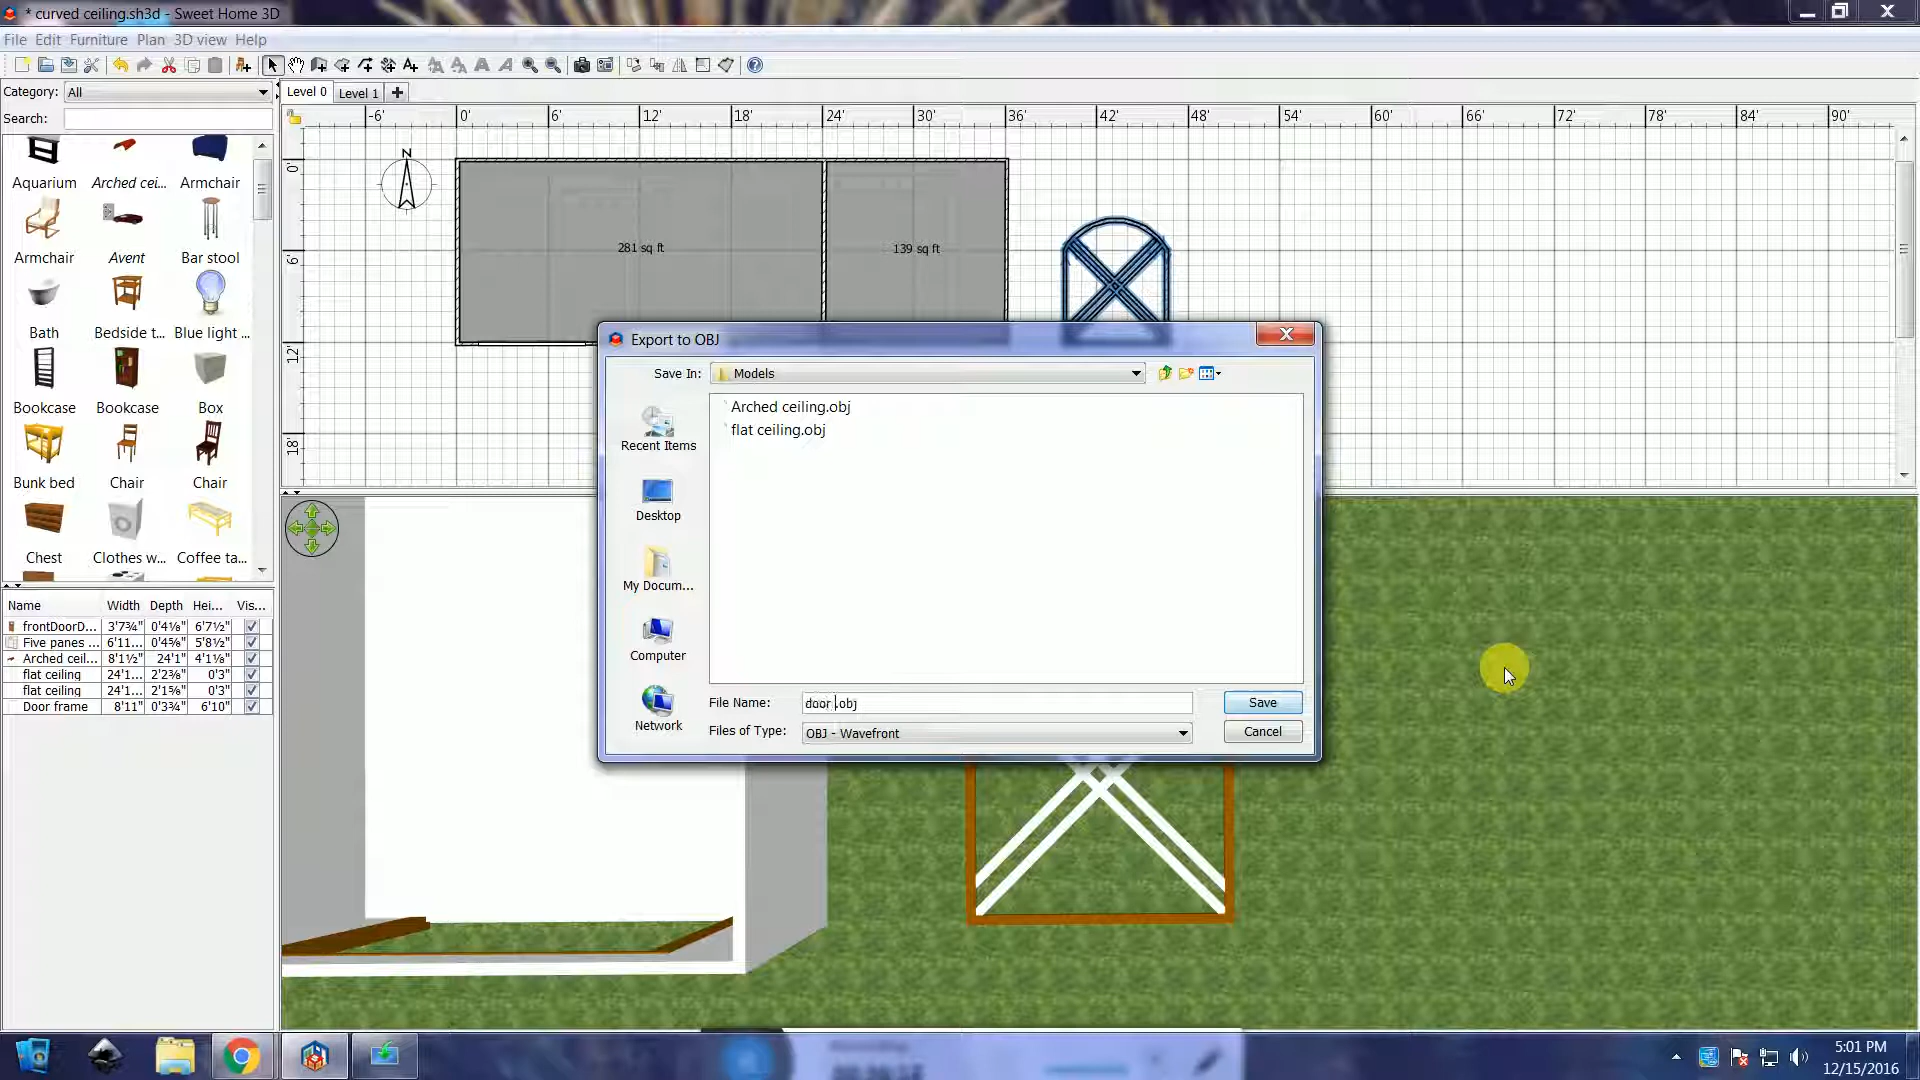 * curved ceiling.sh3d - Sweet Home 3D
File Edit Furniture Plan 3D view Help
Category: All
Search:
Aquarium Arched cei... Armchair
Armchair Avent Bar stool
Bath Bedside t... Blue light ...
Bookcase Bookcase Box
Bunk bed Chair Chair
Chest Clothes w... Coffee ta...
Name Width Depth Hei... Vis...
frontDoorD... 3'7¾" 0'4⅛" 6'7½"
Five panes ... 6'11... 0'4⅝" 5'8½"
Arched ceil... 8'1½" 24'1" 4'1⅛"
flat ceiling 24'1... 2'2⅜" 0'3"
flat ceiling 24'1... 2'1⅝" 0'3"
Door frame 8'11" 0'3¾" 6'10"
Level 0 Level 1
-6' 0' 6' 12' 18' 24' 30' 36' 42' 48' 54' 60' 66' 72' 78' 84' 90'
0'
6'
12'
18'
N
281 sq ft
139 sq ft
Export to OBJ
Save In: Models
Recent Items
Desktop
My Docum...
Computer
Network
Arched ceiling.obj
flat ceiling.obj
File Name: door .obj
Save
Files of Type: OBJ - Wavefront
Cancel
5:01 PM
12/15/2016